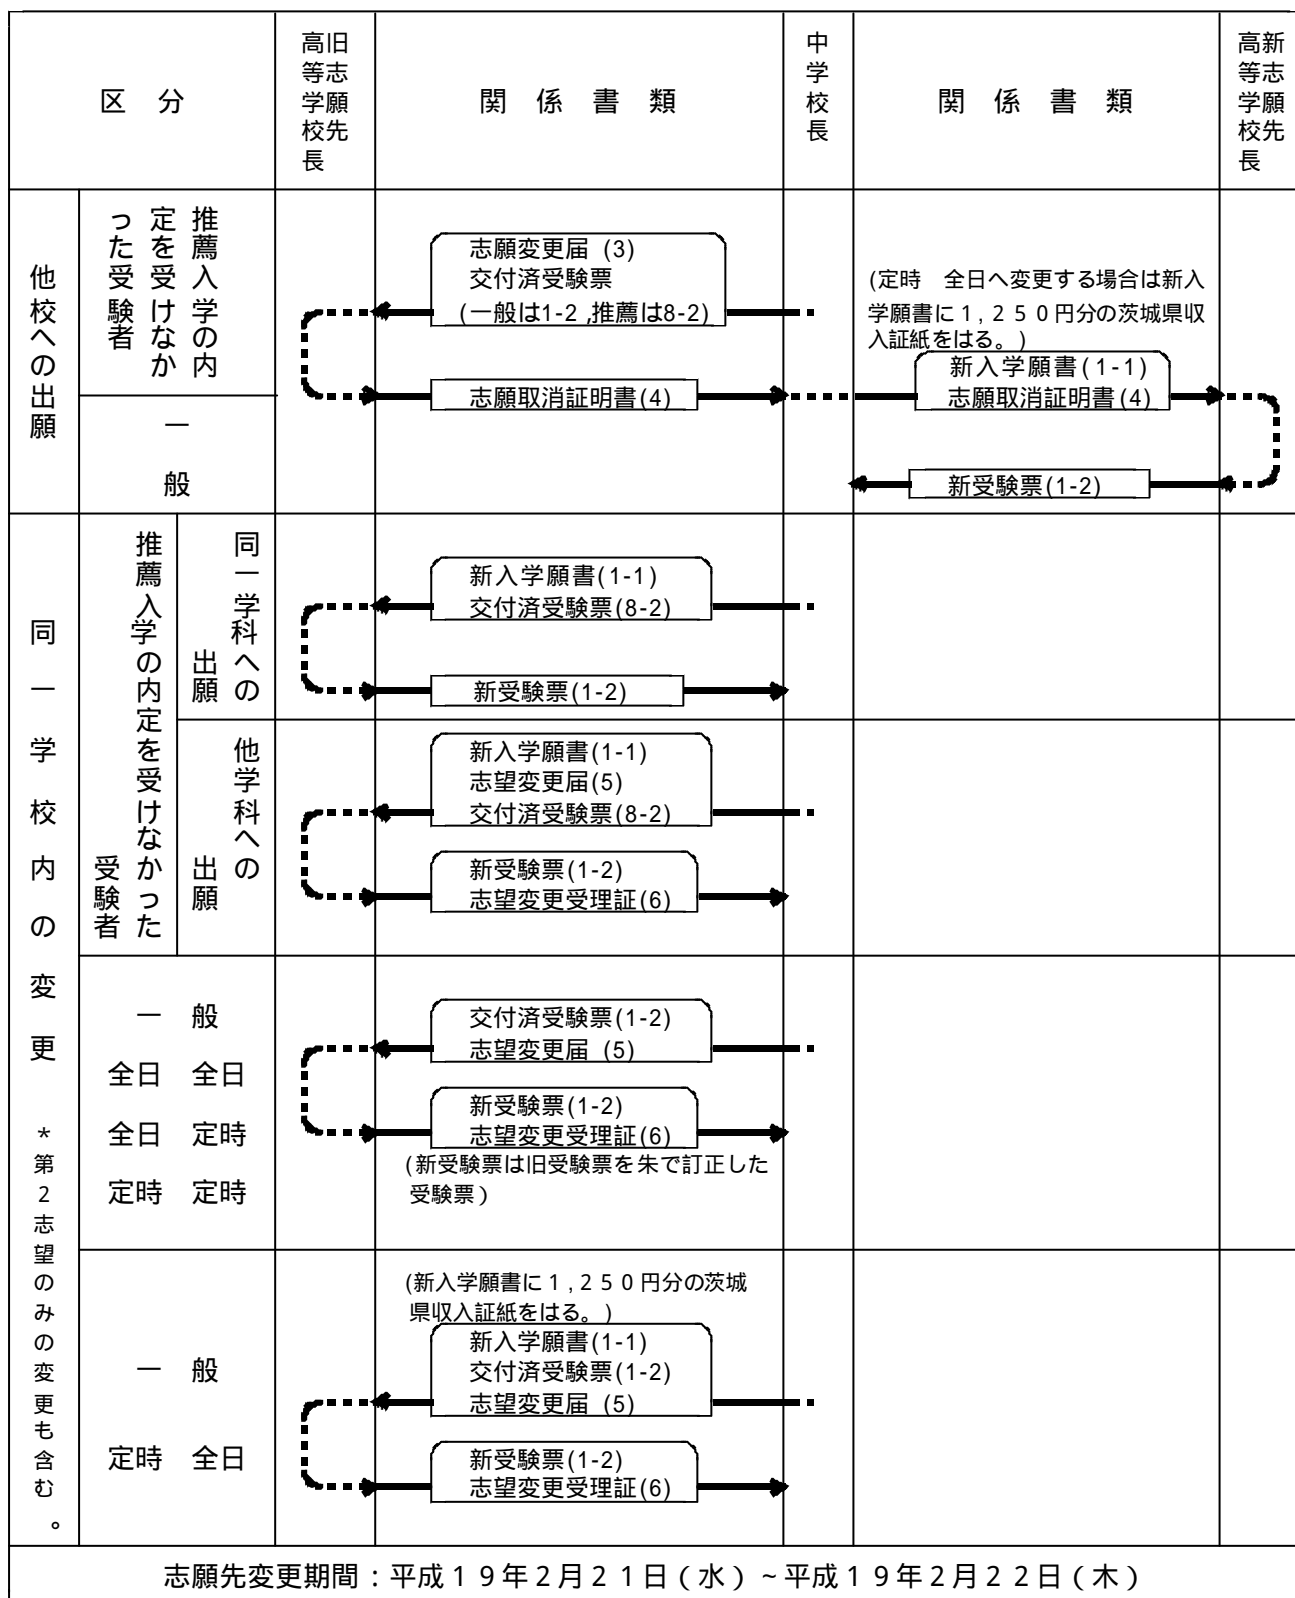 区 分
旧志願先
高等学校長
関 係 書 類
中学校長
関 係 書 類
新志願先
高等学校長
他校への出願
推薦入学の内
定を受けなか
った受験者
志願変更届 (3)
交付済受験票
(一般は1-2 ,推薦は8-2)
志願取消証明書(4)
(定時　全日へ変更する場合は新入
学願書に1,250円分の茨城県収
入証紙をはる。)
新入学願書(1-1)
志願取消証明書(4)
新受験票(1-2)
一
般
同一学校内の変更
*第2志望のみの変更も含む。
推薦入学の内定を受けなかった
受験者
同一学科への
出願
新入学願書(1-1)
交付済受験票(8-2)
新受験票(1-2)
他学科への
出願
新入学願書(1-1)
志望変更届(5)
交付済受験票(8-2)
新受験票(1-2)
志望変更受理証(6)
一　般
全日　全日
全日　定時
定時　定時
交付済受験票(1-2)
志望変更届 (5)
新受験票(1-2)
志望変更受理証(6)
(新受験票は旧受験票を朱で訂正した
受験票)
一　般
定時　全日
(新入学願書に1,250円分の茨城
県収入証紙をはる。)
新入学願書(1-1)
交付済受験票(1-2)
志望変更届 (5)
新受験票(1-2)
志望変更受理証(6)
志願先変更期間:平成19年2月21日(水)~平成19年2月22日(木)